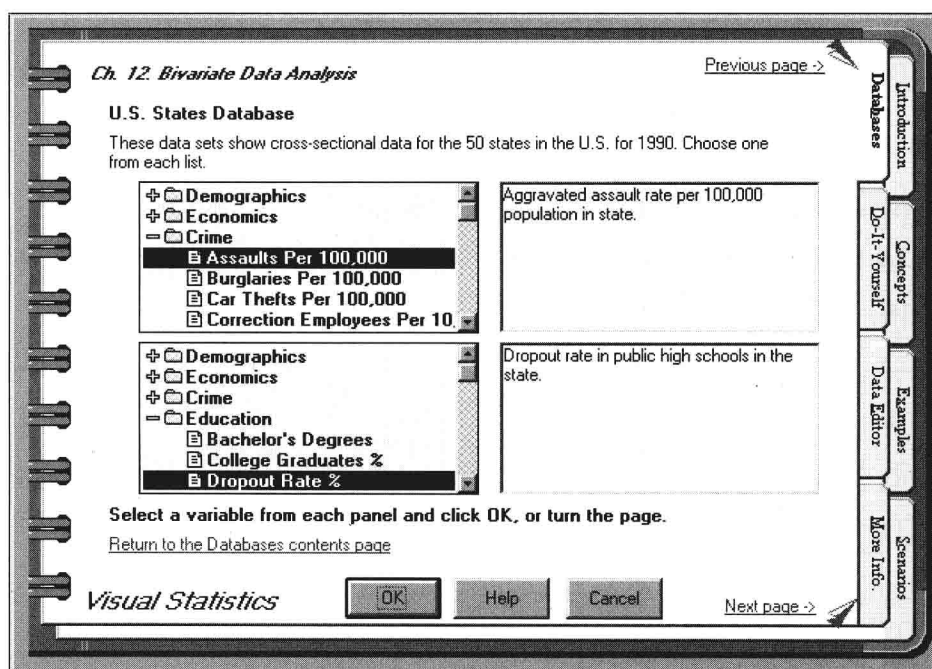 Ch. 12. Bivariate Data Analysis
Previous page ->
U.S. States Database
These data sets show cross-sectional data for the 50 states in the U.S. for 1990. Choose one
from each list.
Demographics
Economics
Crime
Assaults Per 100,000
Burglaries Per 100,000
Car Thefts Per 100,000
Correction Employees Per 10,
Aggravated assault rate per 100,000
population in state.
Demographics
Economics
Crime
Education
Bachelor's Degrees
College Graduates %
Dropout Rate %
Dropout rate in public high schools in the
state.
Select a variable from each panel and click OK, or turn the page.
Return to the Databases contents page
Visual Statistics
OK
Help
Cancel
Next page ->
Databases
Do-It-Yourself
Data Editor
More Info.
Introduction
Concepts
Examples
Scenarios